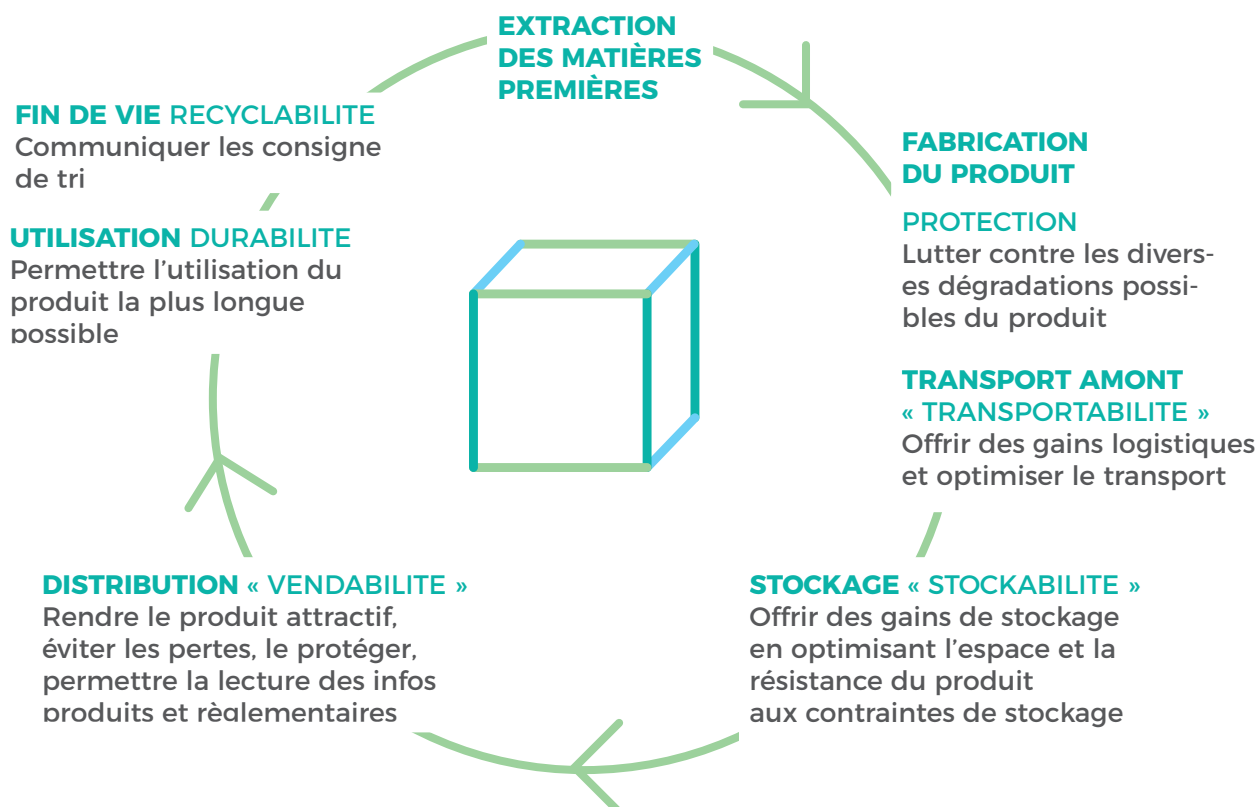 EXTRACTION
DES MATIÈRES
PREMIÈRES
FABRICATION
DU PRODUIT
PROTECTION
Lutter contre les divers-
es dégradations possi-
bles du produit
TRANSPORT AMONT
« TRANSPORTABILITE »
Offrir des gains logistiques
et optimiser le transport
STOCKAGE « STOCKABILITE »
Offrir des gains de stockage
en optimisant l’espace et la
résistance du produit
aux contraintes de stockage
DISTRIBUTION « VENDABILITE »
Rendre le produit attractif,
éviter les pertes, le protéger,
permettre la lecture des infos
produits et règlementaires
UTILISATION DURABILITE
Permettre l’utilisation du
produit la plus longue
possible
FIN DE VIE RECYCLABILITE
Communiquer les consigne
de tri